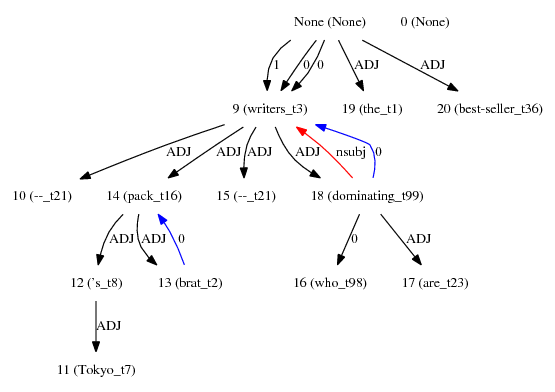 None (None) 0 (None)
1 0 0 ADJ ADJ
9 (writers_t3) 19 (the_t1) 20 (best-seller_t36)
ADJ ADJ ADJ ADJ nsubj 0
10 (--_t21) 14 (pack_t16) 15 (--_t21) 18 (dominating_t99)
ADJ ADJ 0 0 ADJ
12 ('s_t8) 13 (brat_t2) 16 (who_t98) 17 (are_t23)
ADJ
11 (Tokyo_t7)